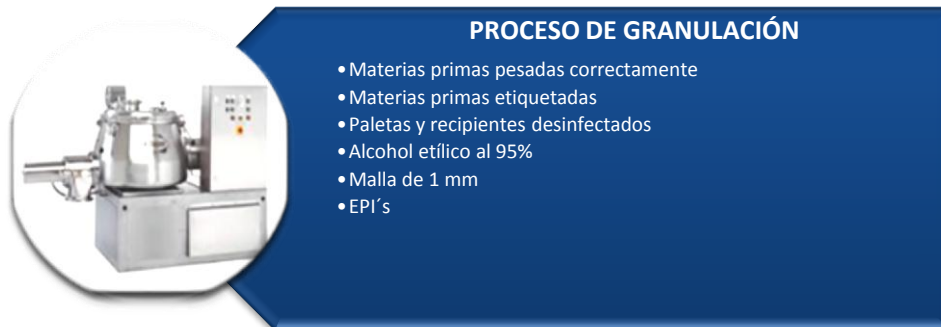 PROCESO DE GRANULACIÓN
•Materias primas pesadas correctamente
•Materias primas etiquetadas
•Paletas y recipientes desinfectados
•Alcohol etílico al 95%
•Malla de 1 mm
•EPI´s